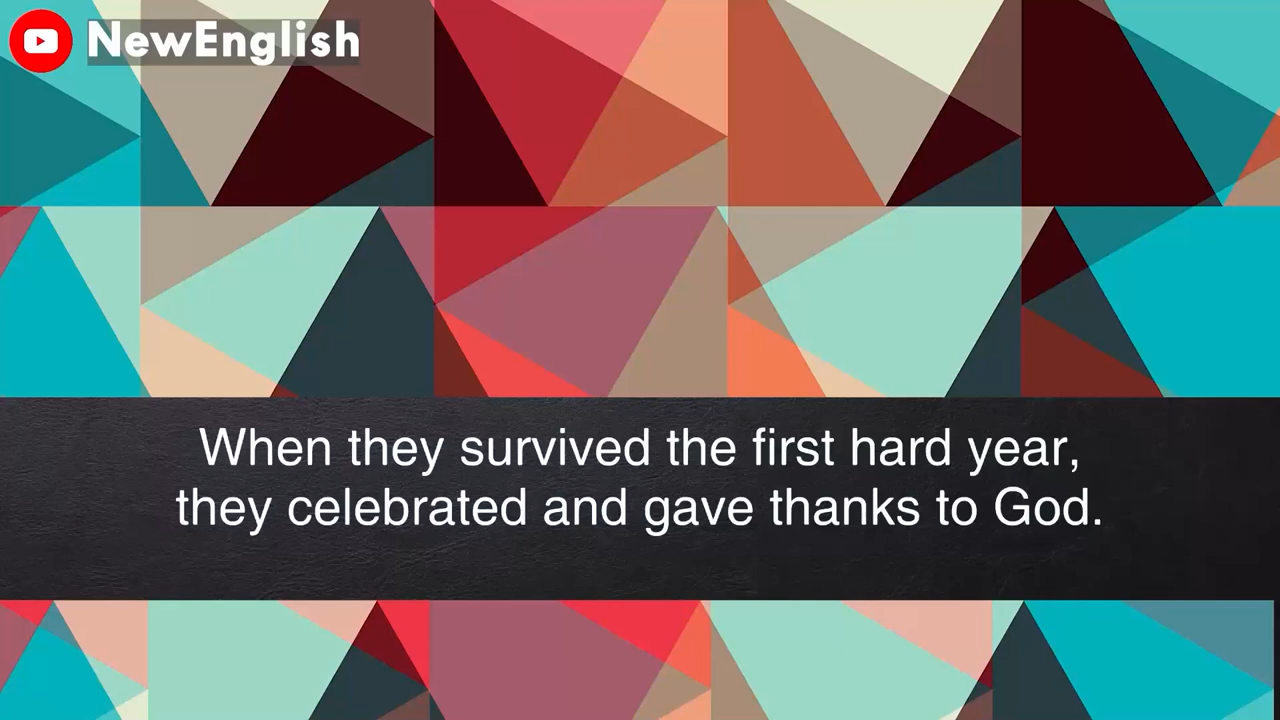 NewEnglish
When they survived the first hard year,
they celebrated and gave thanks to God.